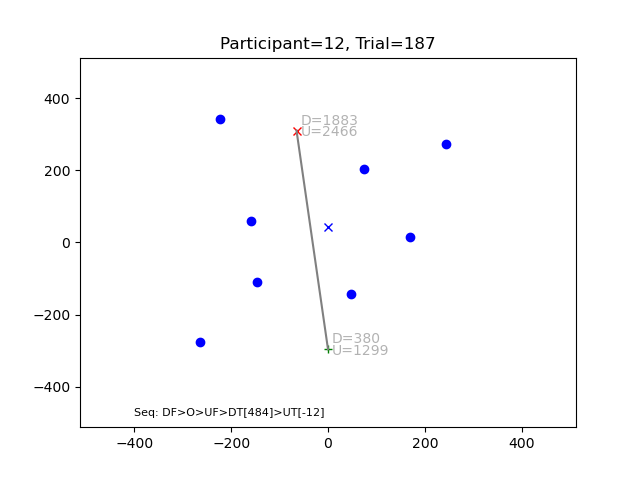 Participant=12, Trial=187
400
200
0
−200
−400
D=1883
U=2466
D=380
U=1299
Seq: DF>O>UF>DT[484]>UT[-12]
−400 −200 0 200 400